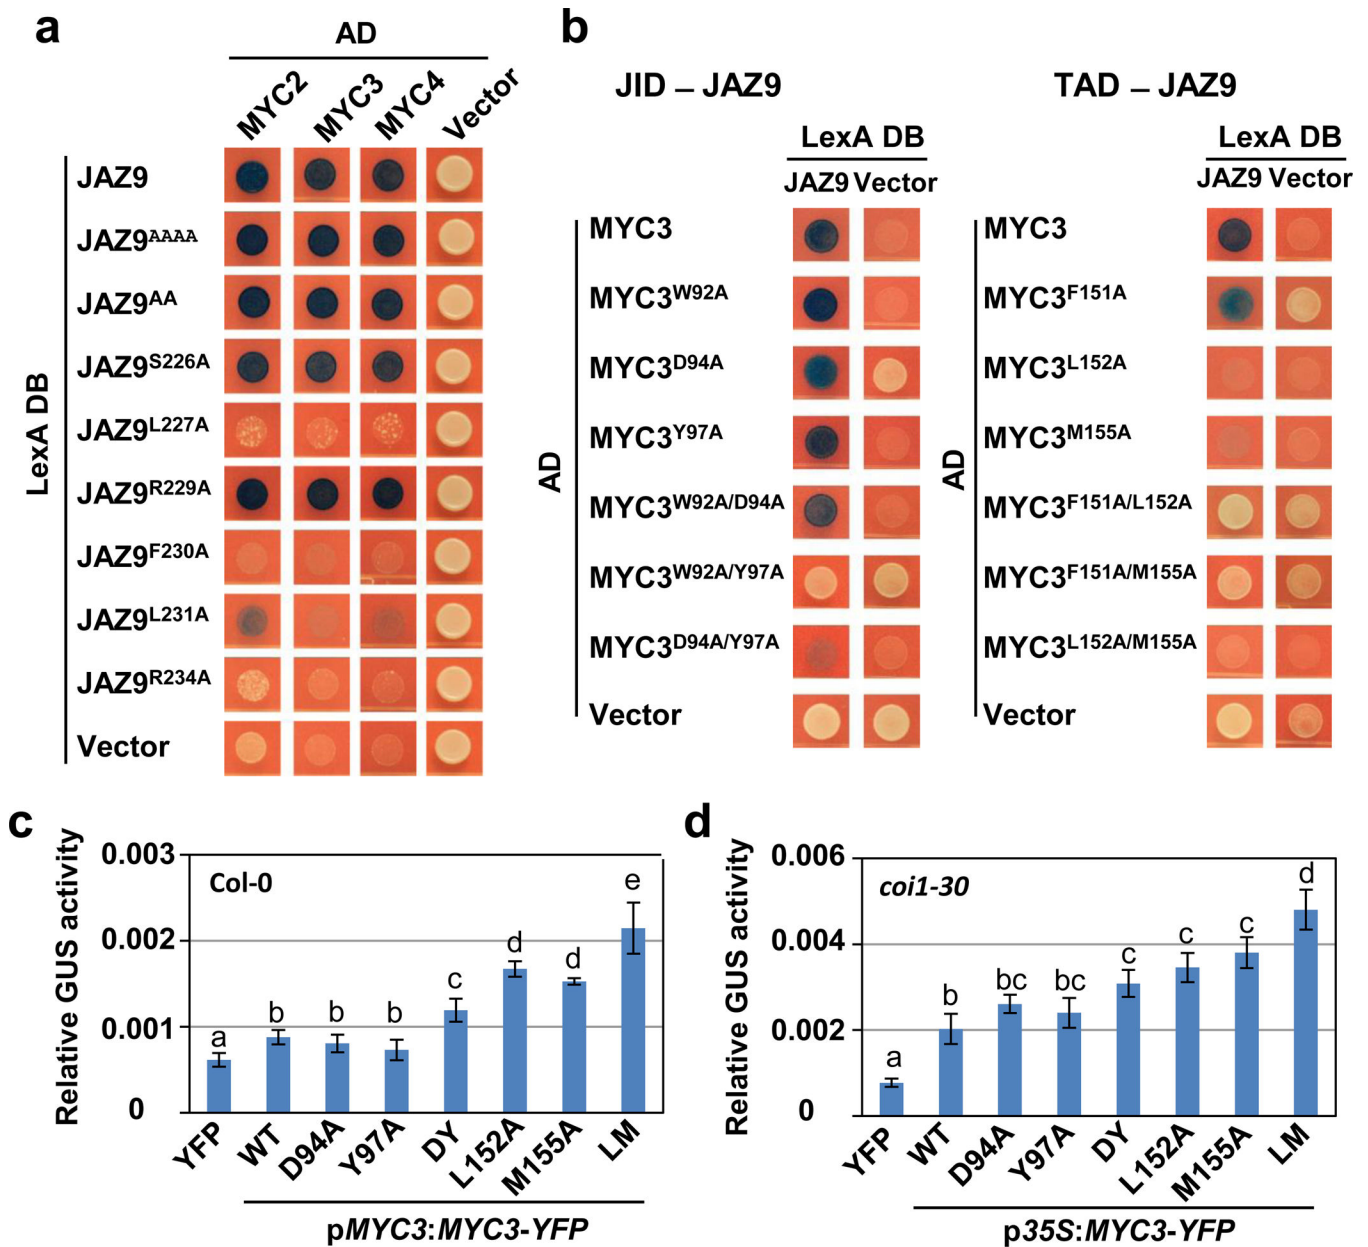 a
AD
MYC2 MYC3 MYC4 Vector
LexA DB
JAZ9
JAZ9AAAA
JAZ9AA
JAZ9S226A
JAZ9L227A
JAZ9R229A
JAZ9F230A
JAZ9L231A
JAZ9R234A
Vector
b
JID – JAZ9
LexA DB
JAZ9 Vector
AD
MYC3
MYC3W92A
MYC3D94A
MYC3Y97A
MYC3W92A/D94A
MYC3W92A/Y97A
MYC3D94A/Y97A
Vector
TAD – JAZ9
LexA DB
JAZ9 Vector
AD
MYC3
MYC3F151A
MYC3L152A
MYC3M155A
MYC3F151A/L152A
MYC3F151A/M155A
MYC3L152A/M155A
Vector
c
Relative GUS activity
0.003
0.002
0.001
0
Col-0
a b b b c d d e
YFP WT D94A Y97A DY L152A M155A LM
pMYC3:MYC3-YFP
d
Relative GUS activity
0.006
0.004
0.002
0
coi1-30
a b bc bc c c c d
YFP WT D94A Y97A DY L152A M155A LM
p35S:MYC3-YFP